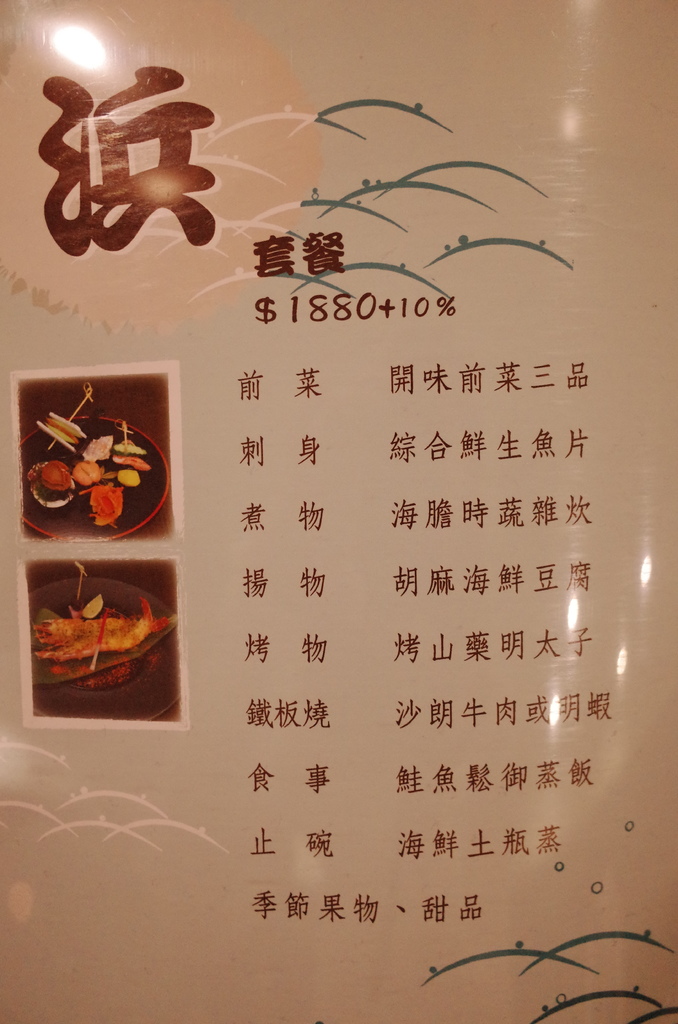 浜
套餐
$1880+10%
前菜 開味前菜三品
刺身 綜合鮮生魚片
煮物 海膽時蔬雜炊
揚物 胡麻海鮮豆腐
烤物 烤山藥明太子
鐵板燒 沙朗牛肉或明蝦
食事 鮭魚鬆御蒸飯
止碗 海鮮土瓶蒸
季節果物、甜品